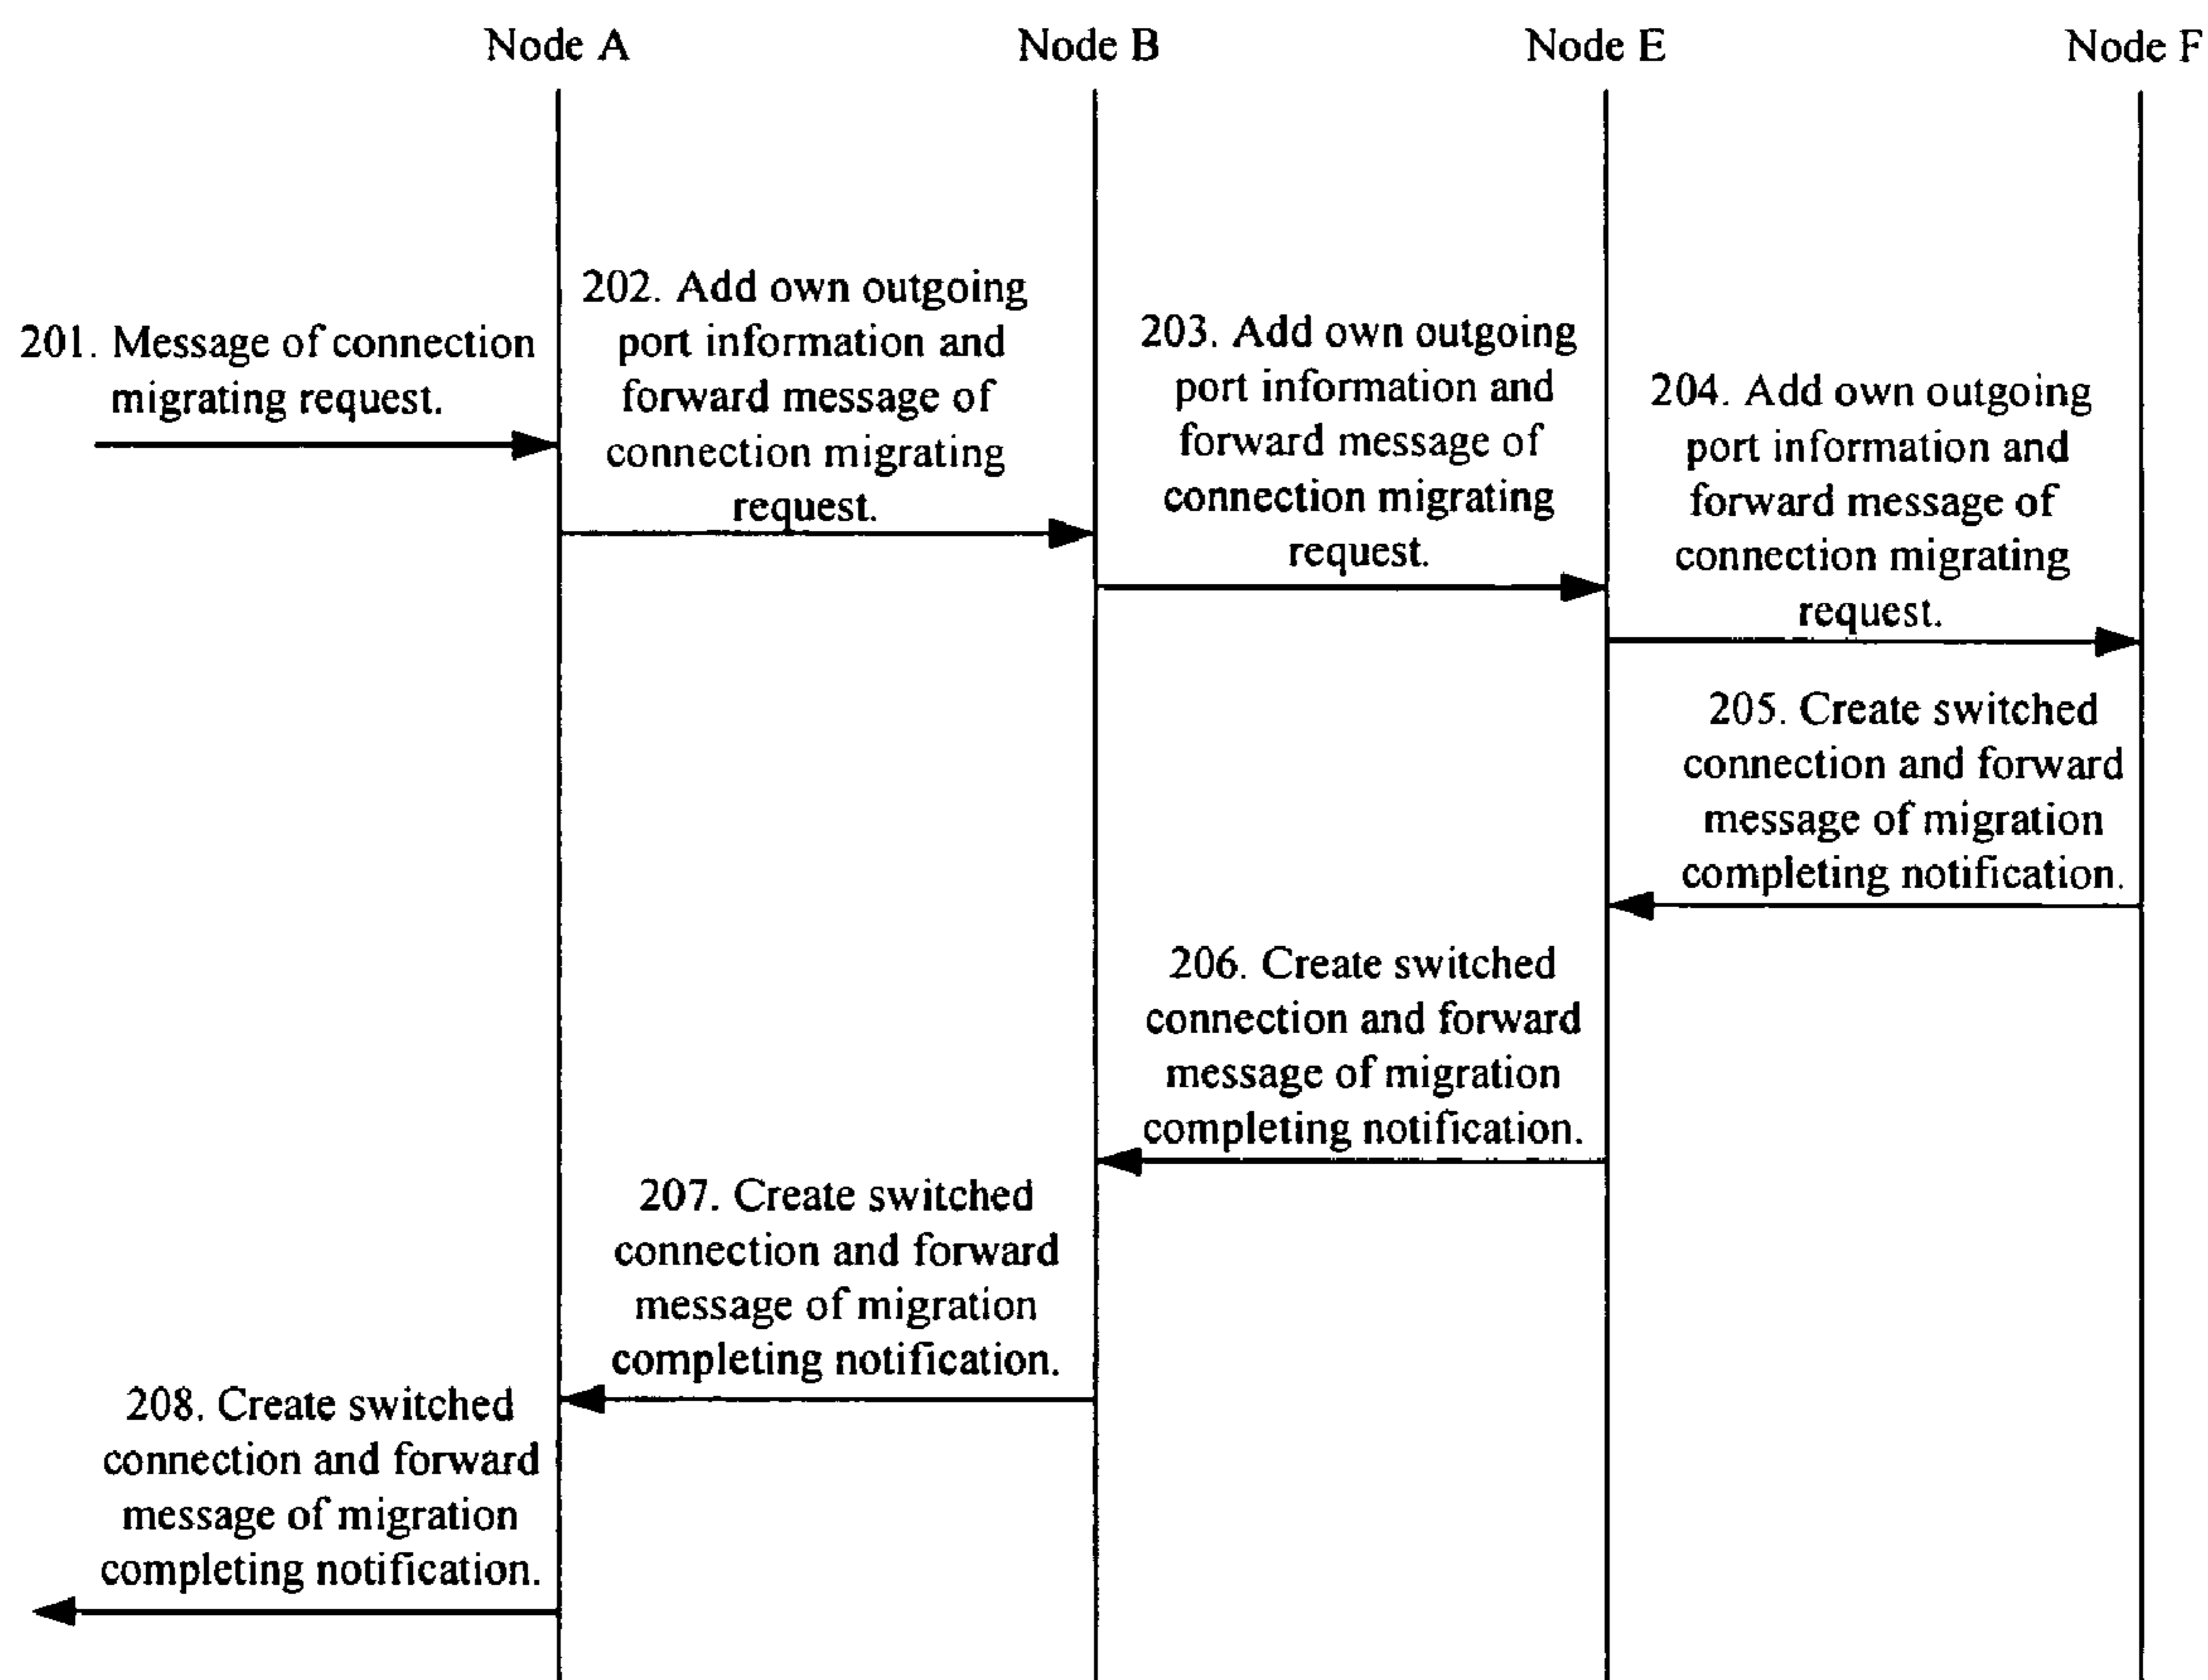 Node A
Node B
Node E
Node F
201. Message of connection
migrating request.
202. Add own outgoing
port information and
forward message of
connection migrating
request.
203. Add own outgoing
port information and
forward message of
connection migrating
request.
204. Add own outgoing
port information and
forward message of
connection migrating
request.
205. Create switched
connection and forward
message of migration
completing notification.
206. Create switched
connection and forward
message of migration
completing notification.
207. Create switched
connection and forward
message of migration
completing notification.
208. Create switched
connection and forward
message of migration
completing notification.